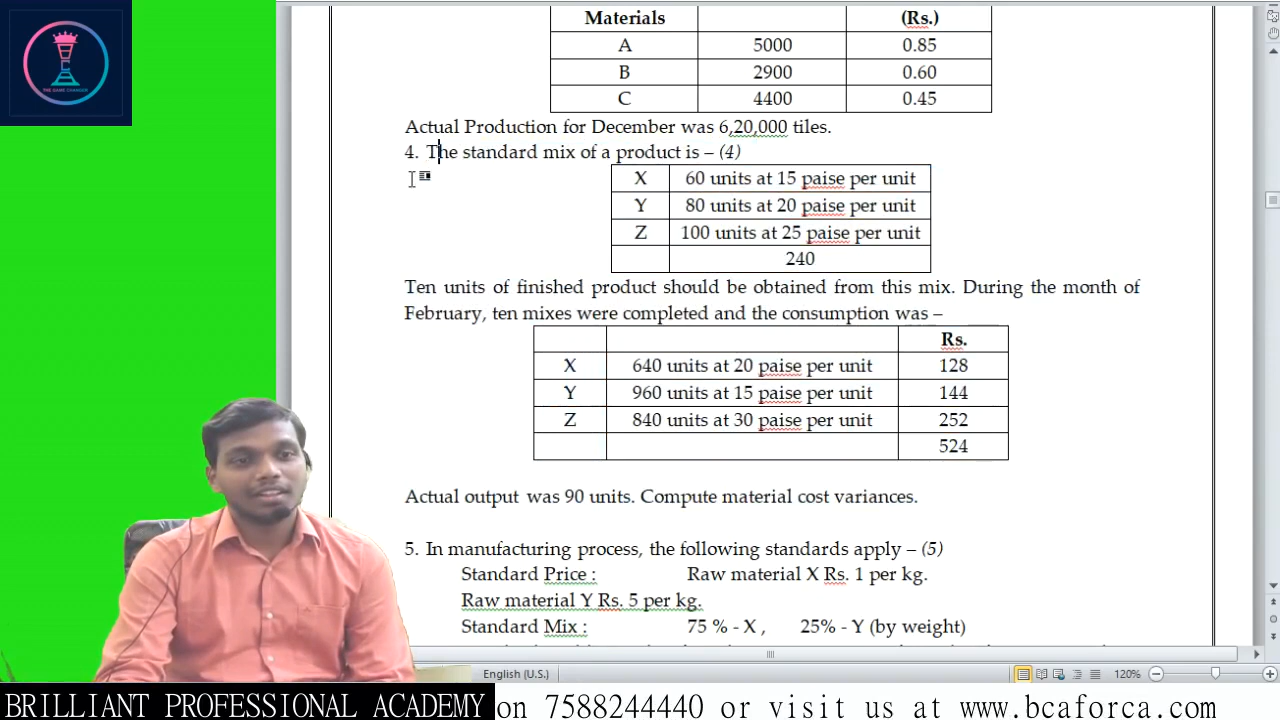 THE GAME CHANGER
Materials (Rs.)
A 5000 0.85
B 2900 0.60
C 4400 0.45
Actual Production for December was 6,20,000 tiles.
4. The standard mix of a product is – (4)
X 60 units at 15 paise per unit
Y 80 units at 20 paise per unit
Z 100 units at 25 paise per unit
240
Ten units of finished product should be obtained from this mix. During the month of
February, ten mixes were completed and the consumption was –
Rs.
X 640 units at 20 paise per unit 128
Y 960 units at 15 paise per unit 144
Z 840 units at 30 paise per unit 252
524
Actual output was 90 units. Compute material cost variances.
5. In manufacturing process, the following standards apply – (5)
Standard Price : Raw material X Rs. 1 per kg.
Raw material Y Rs. 5 per kg.
Standard Mix : 75 % - X , 25% - Y (by weight)
English (U.S.) 120%
BRILLIANT PROFESSIONAL ACADEMY on 7588244440 or visit us at www.bcaforca.com